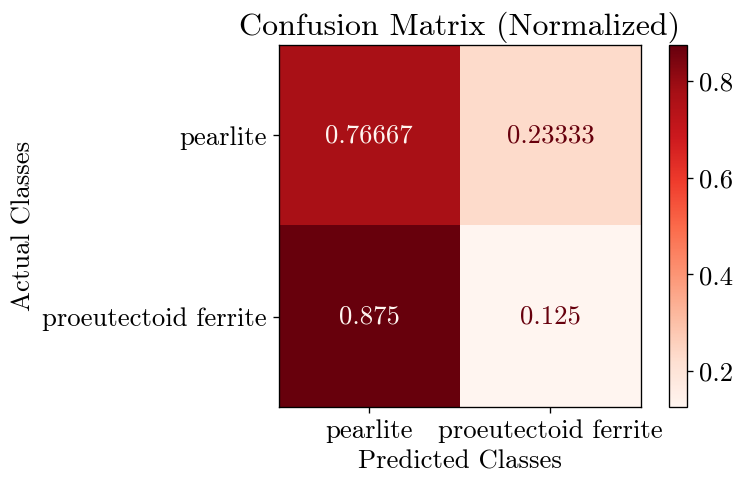 Confusion Matrix (Normalized)
Actual Classes
pearlite
0.76667
0.23333
proeutectoid ferrite
0.875
0.125
pearlite
proeutectoid ferrite
Predicted Classes
0.8
0.6
0.4
0.2